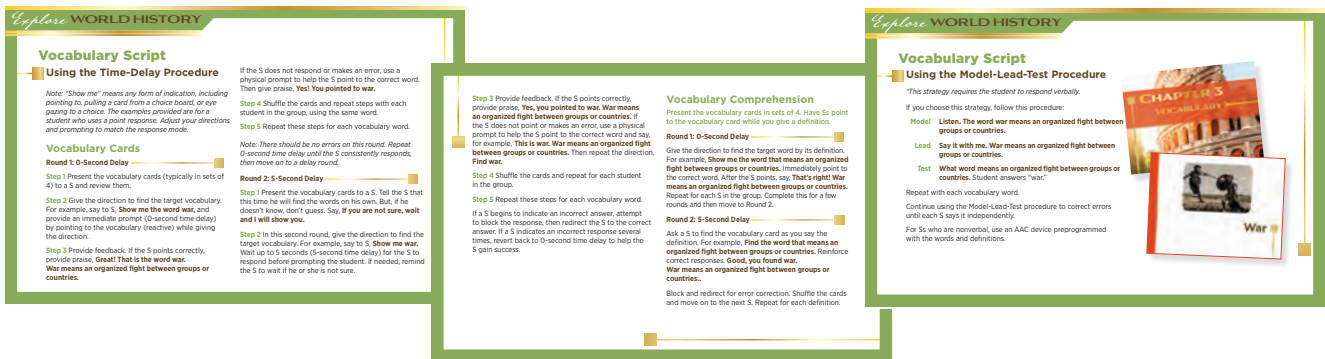 Explore WORLD HISTORY
Vocabulary Script
Using the Time-Delay Procedure
Note: "Show me" means any form of indication, including
pointing to, pulling a card from a choice board, or eye
gazing to a choice. The examples provided are for a
student who uses a point response. Adjust your directions
and prompting to match the response mode.
Vocabulary Cards
Round 1: 0-Second Delay
Step 1 Present the vocabulary cards (typically in sets of
4) to a S and review them.
Step 2 Give the direction to find the target vocabulary.
For example, say to S, Show me the word war, and
provide an immediate prompt (0-second time delay)
by pointing to the vocabulary (reactive) while giving
the direction.
Step 3 Provide feedback. If the S points correctly,
provide praise, Great! That is the word war.
War means an organized fight between groups or
countries.
If the S does not respond or makes an error, use a
physical prompt to help the S point to the correct word.
Then give praise, Yes! You pointed to war.
Step 4 Shuffle the cards and repeat steps with each
student in the group, using the same word.
Step 5 Repeat these steps for each vocabulary word.
Note: There should be no errors on this round. Repeat
0-second time delay until the S consistently responds,
then move on to a delay round.
Round 2: 5-Second Delay
Step 1 Present the vocabulary cards to a S. Tell the S that
this time he will find the words on his own. But, if he
doesn't know, don't guess. Say, If you are not sure, wait
and I will show you.
Step 2 In this second round, give the direction to find the
target vocabulary. For example, say to S, Show me war.
Wait up to 5 seconds (5-second time delay) for the S to
respond before prompting the student. If needed, remind
the S to wait if he or she is not sure.
Step 3 Provide feedback. If the S points correctly,
provide praise, Yes, you pointed to war. War means
an organized fight between groups or countries. If
the S does not point or makes an error, use a physical
prompt to help the S point to the correct word and say,
for example, This is war. War means an organized fight
between groups or countries. Then repeat the direction,
Find war.
Step 4 Shuffle the cards and repeat for each student
in the group.
Step 5 Repeat these steps for each vocabulary word.
If a S begins to indicate an incorrect answer, attempt
to block the response, then redirect the S to the correct
answer. If a S indicates an incorrect response several
times, revert back to 0-second time delay to help the
S gain success.
Vocabulary Comprehension
Present the vocabulary cards in sets of 4. Have Ss point
to the vocabulary card while you give a definition.
Round 1: 0-Second Delay
Give the direction to find the target word by its definition.
For example, Show me the word that means an organized
fight between groups or countries. Immediately point to
the correct word. After the S points, say, That's right! War
means an organized fight between groups or countries.
Repeat for each S in the group. Complete this for a few
rounds and then move to Round 2.
Round 2: 5-Second Delay
Ask a S to find the vocabulary card as you say the
definition. For example, Find the word that means an
organized fight between groups or countries. Reinforce
correct responses. Good, you found war.
War means an organized fight between groups or
countries..
Block and redirect for error correction. Shuffle the cards
and move on to the next S. Repeat for each definition.
Explore WORLD HISTORY
Vocabulary Script
Using the Model-Lead-Test Procedure
*This strategy requires the student to respond verbally.
If you choose this strategy, follow this procedure:
Model Listen. The word war means an organized fight between
groups or countries.
Lead Say it with me. War means an organized fight between
groups or countries.
Test What word means an organized fight between groups or
countries. Student answers "war."
Repeat with each vocabulary word.
Continue using the Model-Lead-Test procedure to correct errors
until each S says it independently.
For Ss who are nonverbal, use an AAC device preprogrammed
with the words and definitions.
CHAPTER 3
VOCABULARY
War